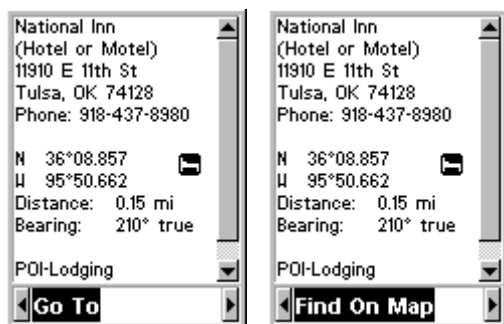 National Inn
(Hotel or Motel)
11910 E 11th St
Tulsa, OK 74128
Phone: 918-437-8980
N 36°08.857
W 95°50.662
Distance: 0.15 mi
Bearing: 210° true
POI-Lodging
Go To
National Inn
(Hotel or Motel)
11910 E 11th St
Tulsa, OK 74128
Phone: 918-437-8980
N 36°08.857
W 95°50.662
Distance: 0.15 mi
Bearing: 210° true
POI-Lodging
Find On Map